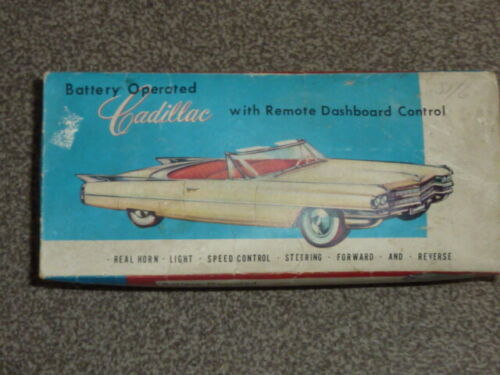 Battery Operated
Cadillac with Remote Dashboard Control
· REAL HORN · LIGHT · SPEED CONTROL · STEERING · FORWARD · AND · REVERSE